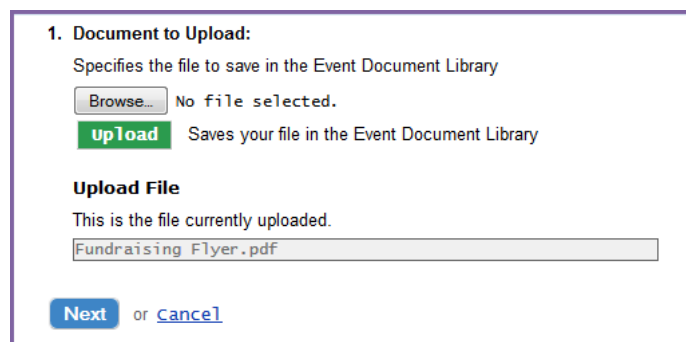 1. Document to Upload:
Specifies the file to save in the Event Document Library
Browse... No file selected.
Upload Saves your file in the Event Document Library
Upload File
This is the file currently uploaded.
Fundraising Flyer.pdf
Next or Cancel